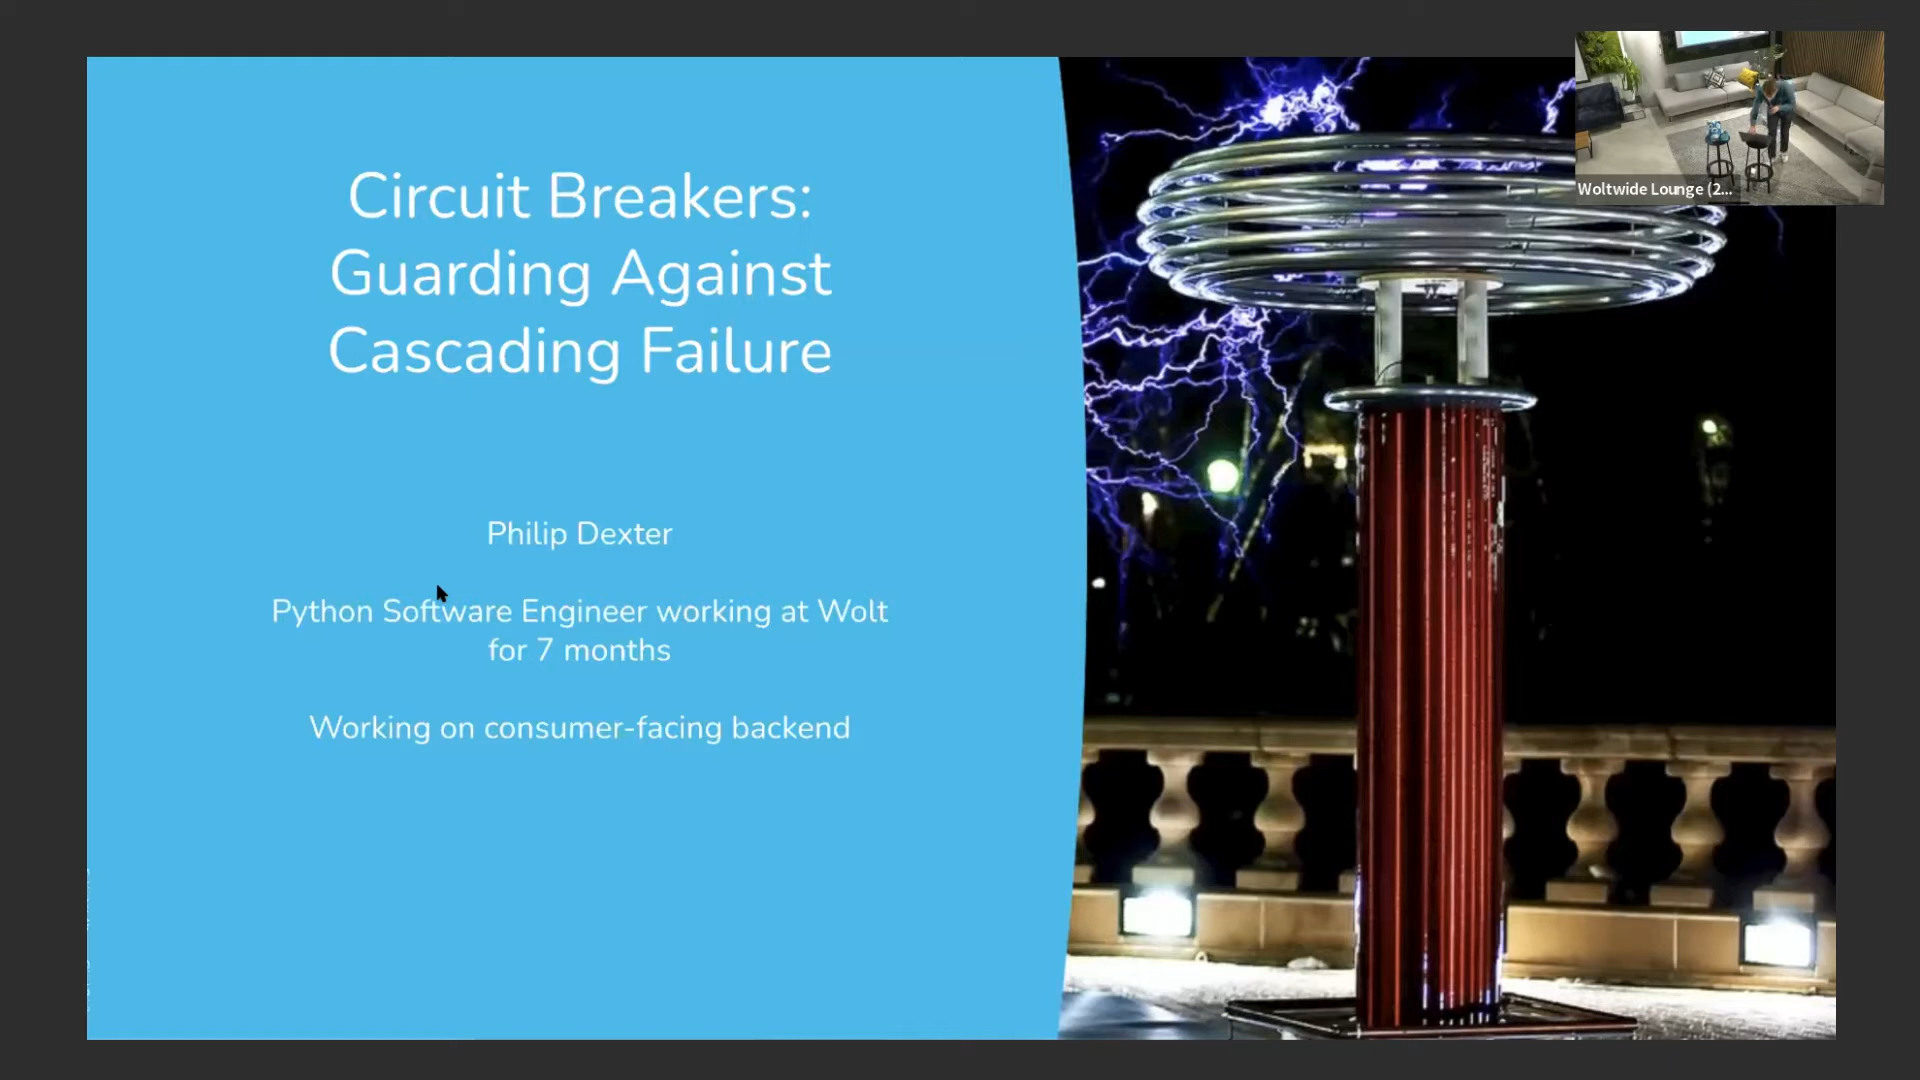 Circuit Breakers:
Guarding Against
Cascading Failure
Philip Dexter
Python Software Engineer working at Wolt
for 7 months
Working on consumer-facing backend
Woltwide Lounge (2...